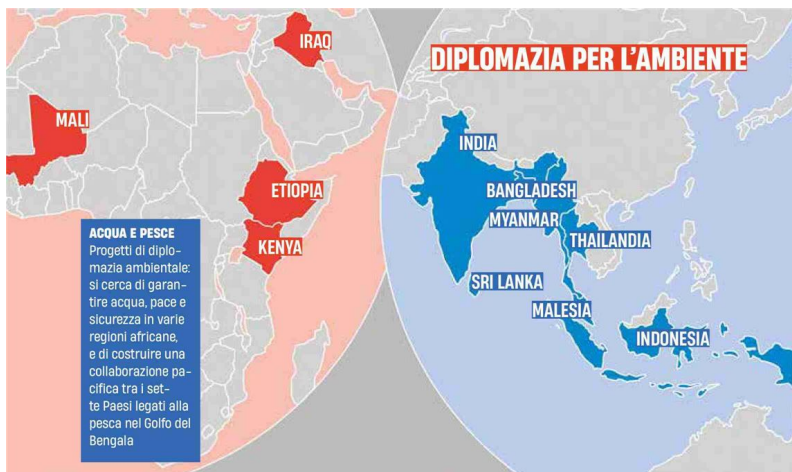 DIPLOMAZIA PER L'AMBIENTE
IRAQ
MALI
ETIOPIA
KENYA
ACQUA E PESCE
Progetti di diplo-
mazia ambientale:
si cerca di garan-
tire acqua, pace e
sicurezza in varie
regioni africane,
e di costruire una
collaborazione pa-
cifica tra i set-
te Paesi legati alla
pesca nel Golfo del
Bengala
INDIA
BANGLADESH
MYANMAR
THAILANDIA
SRI LANKA
MALESIA
INDONESIA